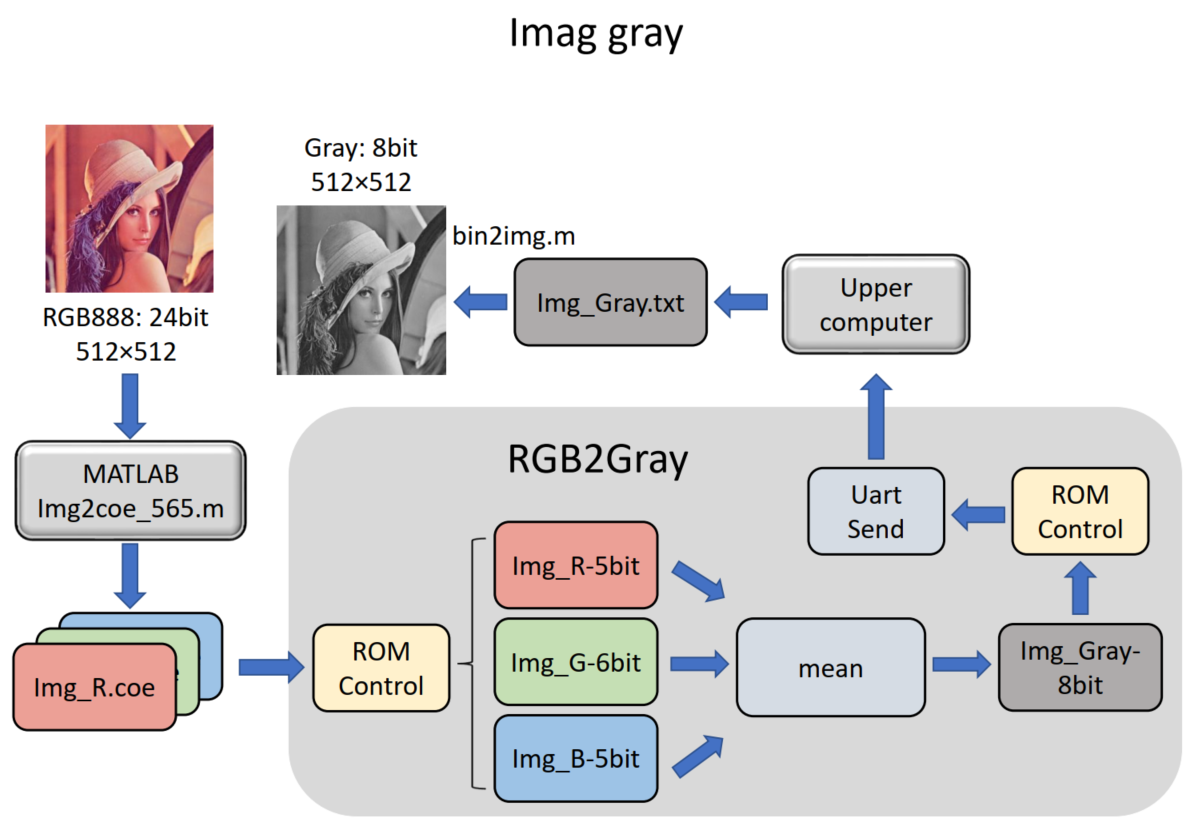 Imag gray
RGB888: 24bit
512×512
MATLAB
Img2coe_565.m
Img_R.coe
Gray: 8bit
512×512
bin2img.m
Img_Gray.txt
Upper
computer
RGB2Gray
ROM
Control
Img_R-5bit
Img_G-6bit
Img_B-5bit
mean
Img_Gray-
8bit
ROM
Control
Uart
Send